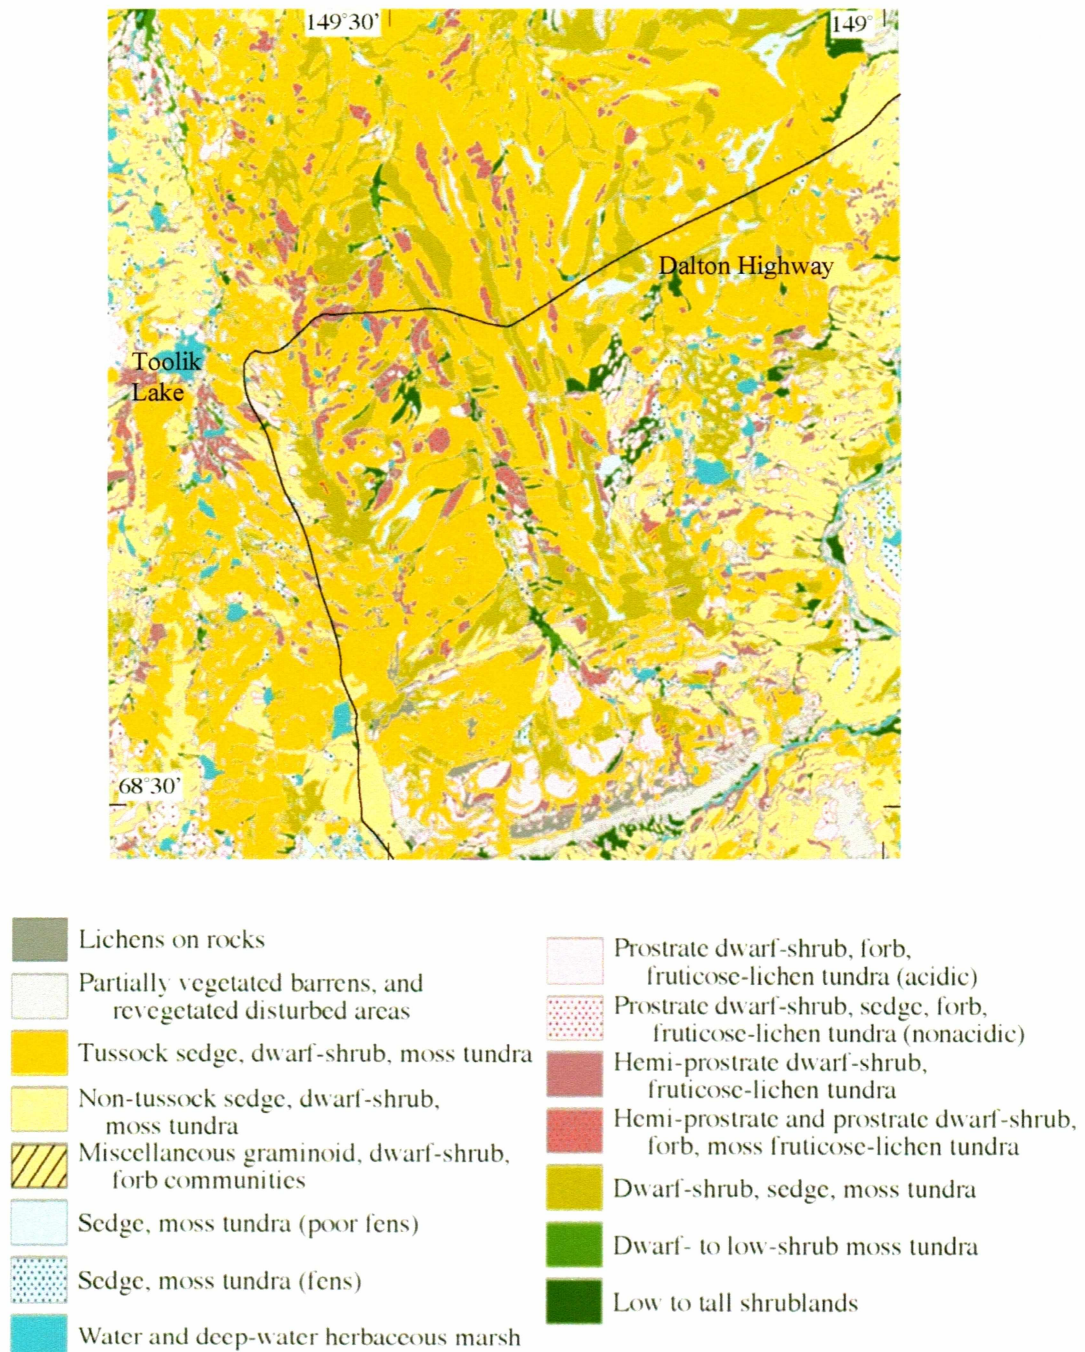 149°30'
149°
Dalton Highway
Toolik
Lake
68°30'
Lichens on rocks
Partially vegetated barrens, and
revegetated disturbed areas
Tussock sedge, dwarf-shrub, moss tundra
Non-tussock sedge, dwarf-shrub,
moss tundra
Miscellaneous graminoid, dwarf-shrub,
forb communities
Sedge, moss tundra (poor fens)
Sedge, moss tundra (fens)
Water and deep-water herbaceous marsh
Prostrate dwarf-shrub, forb,
fruticose-lichen tundra (acidic)
Prostrate dwarf-shrub, sedge, forb,
fruticose-lichen tundra (nonacidic)
Hemi-prostrate dwarf-shrub,
fruticose-lichen tundra
Hemi-prostrate and prostrate dwarf-shrub,
forb, moss fruticose-lichen tundra
Dwarf-shrub, sedge, moss tundra
Dwarf- to low-shrub moss tundra
Low to tall shrublands